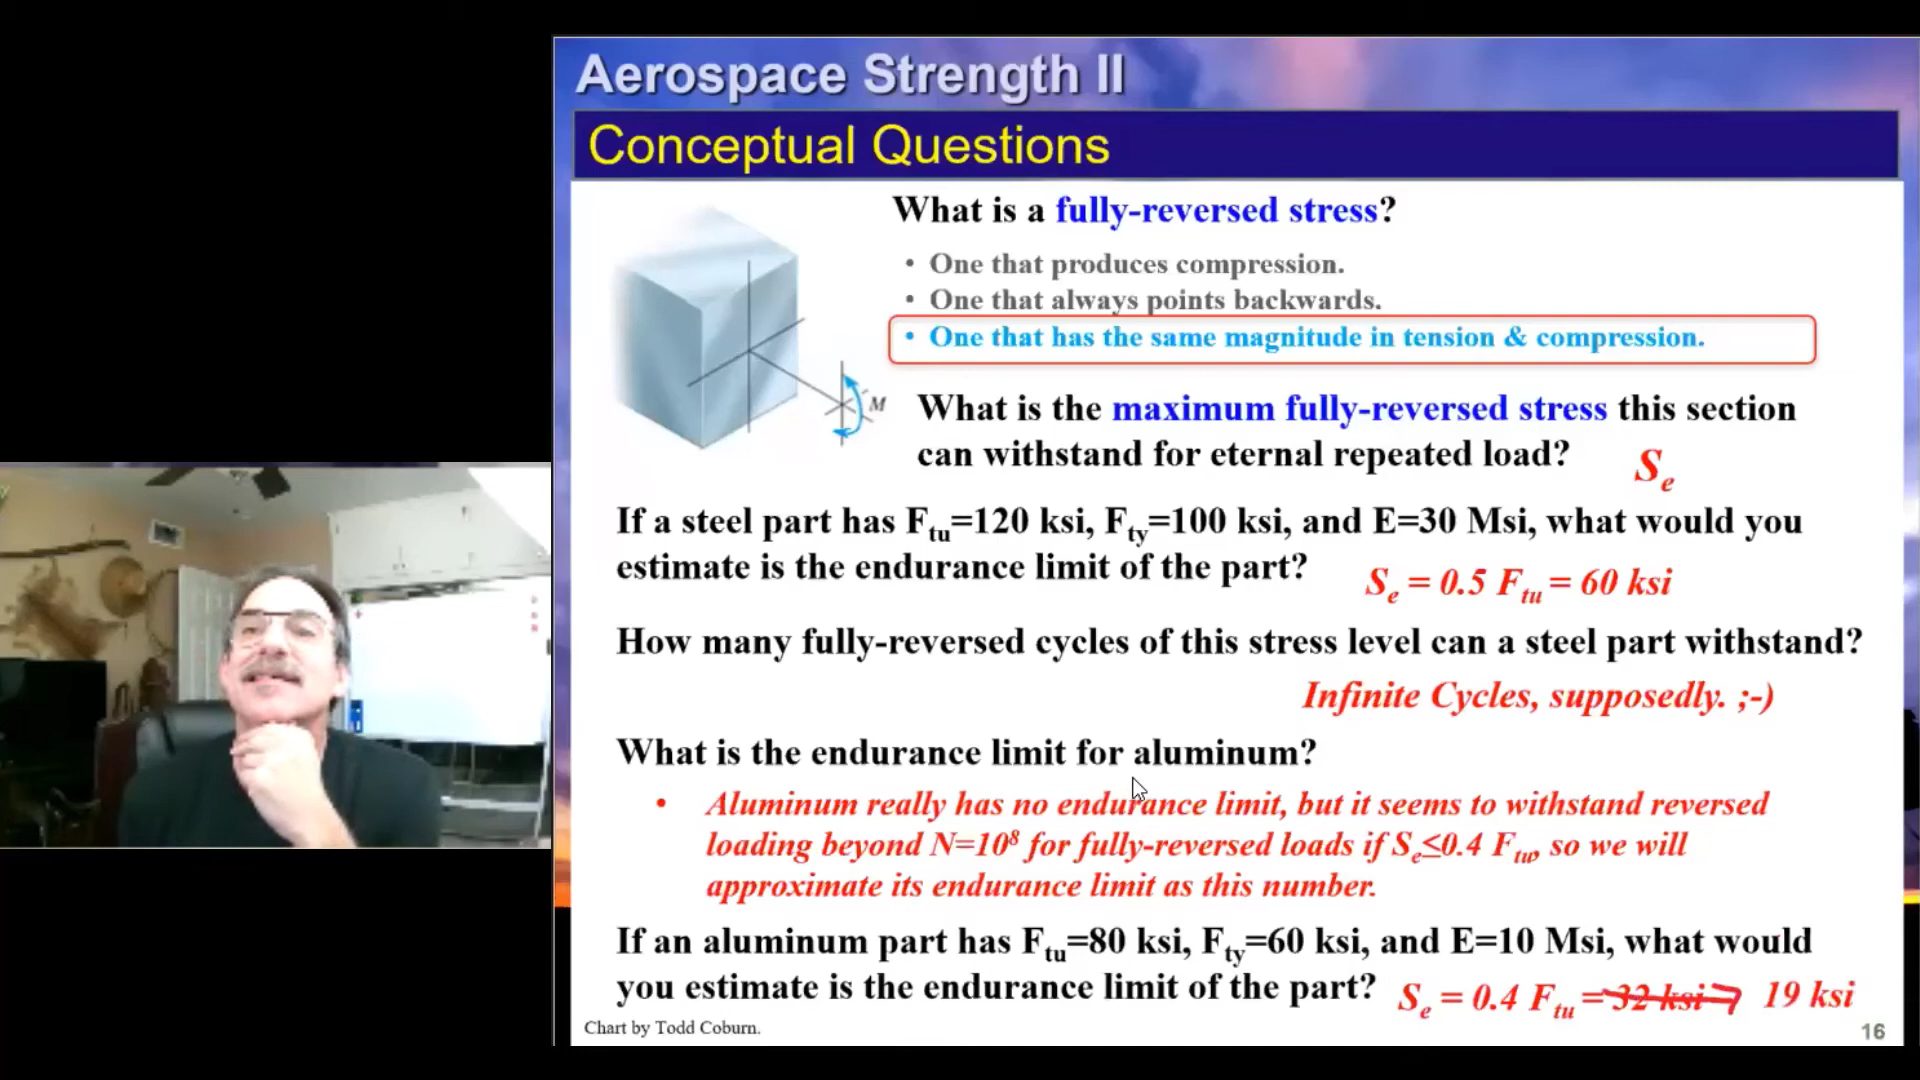 Aerospace Strength II
Conceptual Questions
What is a fully-reversed stress?
• One that produces compression.
• One that always points backwards.
• One that has the same magnitude in tension & compression.
M
What is the maximum fully-reversed stress this section
can withstand for eternal repeated load?
Se
If a steel part has Ftu=120 ksi, Fty=100 ksi, and E=30 Msi, what would you
estimate is the endurance limit of the part?
Se = 0.5 Ftu = 60 ksi
How many fully-reversed cycles of this stress level can a steel part withstand?
Infinite Cycles, supposedly. ;-)
What is the endurance limit for aluminum?
• Aluminum really has no endurance limit, but it seems to withstand reversed
loading beyond N=10⁸ for fully-reversed loads if Se≤0.4 Ftu, so we will
approximate its endurance limit as this number.
If an aluminum part has Ftu=80 ksi, Fty=60 ksi, and E=10 Msi, what would
you estimate is the endurance limit of the part?
Se = 0.4 Ftu = 32 ksi → 19 ksi
Chart by Todd Coburn.
16